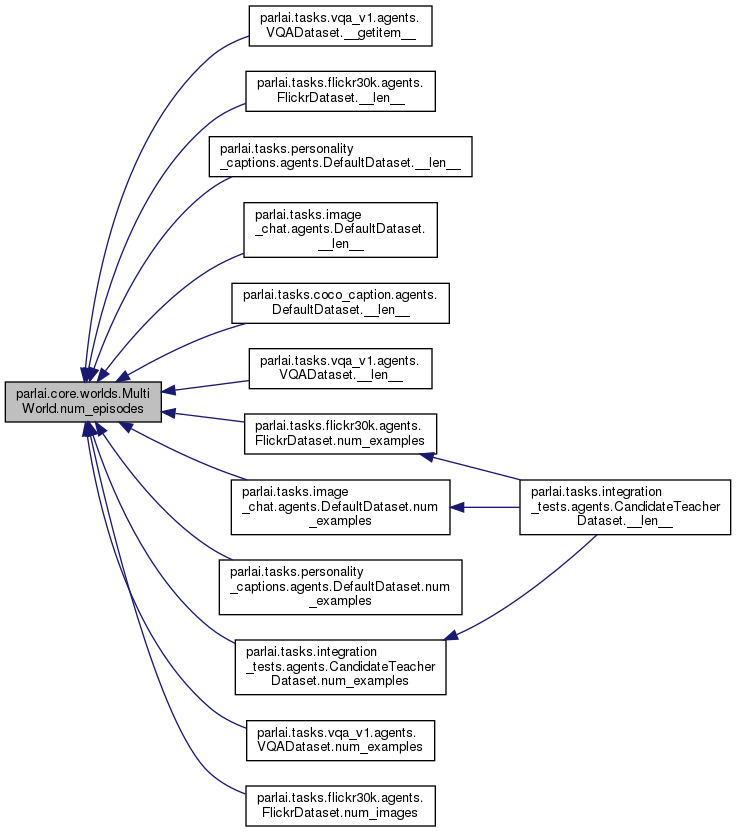 parlai.tasks.vqa_v1.agents.
VQADataset.__getitem__
parlai.tasks.flickr30k.agents.
FlickrDataset.__len__
parlai.tasks.personality
_captions.agents.DefaultDataset.__len__
parlai.tasks.image
_chat.agents.DefaultDataset.
__len__
parlai.tasks.coco_caption.agents.
DefaultDataset.__len__
parlai.tasks.vqa_v1.agents.
VQADataset.__len__
parlai.core.worlds.Multi
World.num_episodes
parlai.tasks.flickr30k.agents.
FlickrDataset.num_examples
parlai.tasks.image
_chat.agents.DefaultDataset.num
_examples
parlai.tasks.integration
_tests.agents.CandidateTeacher
Dataset.__len__
parlai.tasks.personality
_captions.agents.DefaultDataset.num
_examples
parlai.tasks.integration
_tests.agents.CandidateTeacher
Dataset.num_examples
parlai.tasks.vqa_v1.agents.
VQADataset.num_examples
parlai.tasks.flickr30k.agents.
FlickrDataset.num_images